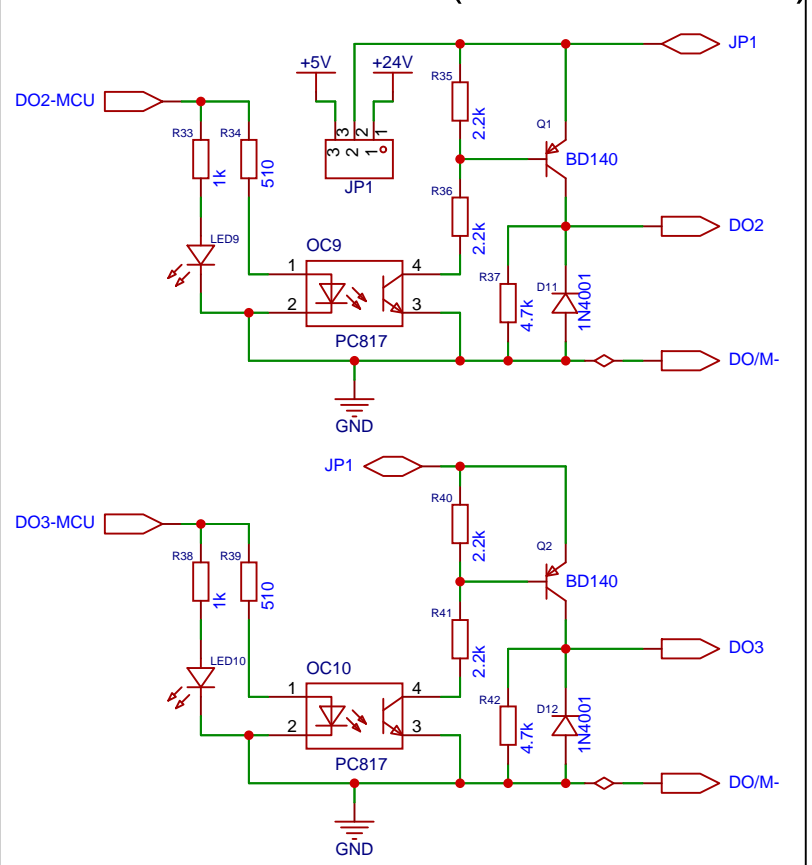 (
)
JP1
+5V
+24V
DO2-MCU
R33
1k
R34
510
3
2
1
3
2
1
JP1
R35
2.2k
Q1
BD140
R36
2.2k
DO2
LED9
OC9
1
2
4
3
PC817
R37
4.7k
D11
1N4001
DO/M-
GND
JP1
DO3-MCU
R38
1k
R39
510
R40
2.2k
Q2
BD140
R41
2.2k
DO3
LED10
OC10
1
2
4
3
PC817
R42
4.7k
D12
1N4001
DO/M-
GND